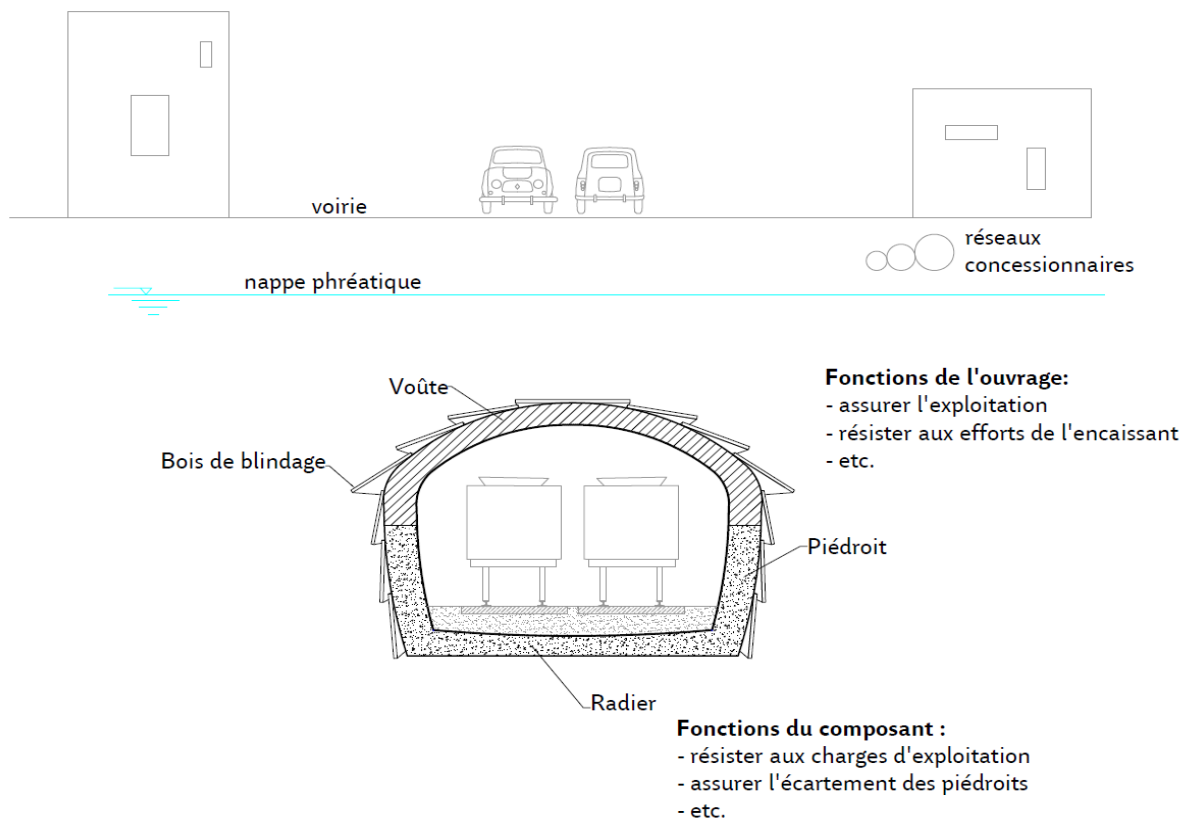 voirie
réseaux
concessionnaires
nappe phréatique
Voûte
Fonctions de l'ouvrage:
- assurer l'exploitation
- résister aux efforts de l'encaissant
- etc.
Bois de blindage
Piédroit
Radier
Fonctions du composant :
- résister aux charges d'exploitation
- assurer l'écartement des piédroits
- etc.